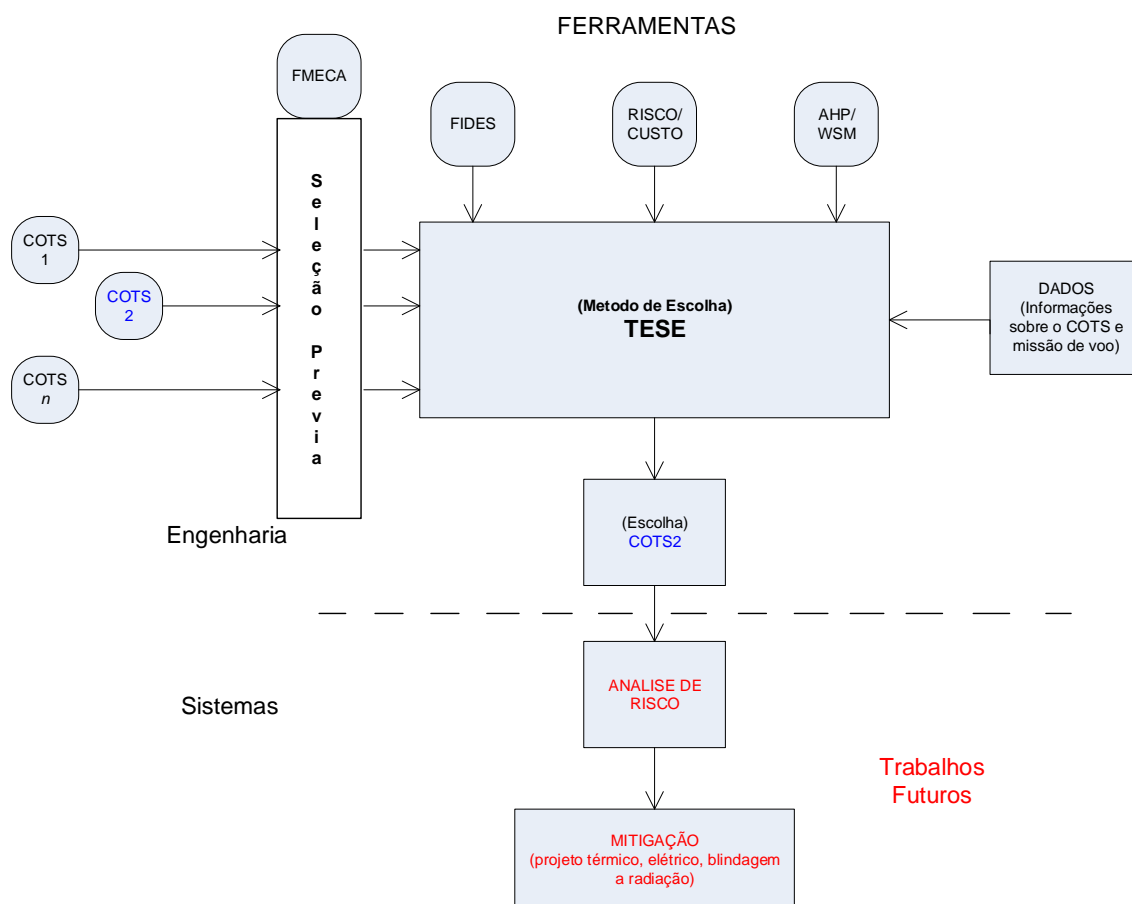 FERRAMENTAS
FMECA
FIDES
RISCO/
CUSTO
AHP/
WSM
Seleção Previa
COTS
1
COTS
2
COTS
n
(Metodo de Escolha)
TESE
DADOS
(Informações
sobre o COTS e
missão de voo)
Engenharia
(Escolha)
COTS2
Sistemas
ANALISE DE
RISCO
Trabalhos
Futuros
MITIGAÇÃO
(projeto térmico, elétrico, blindagem
a radiação)